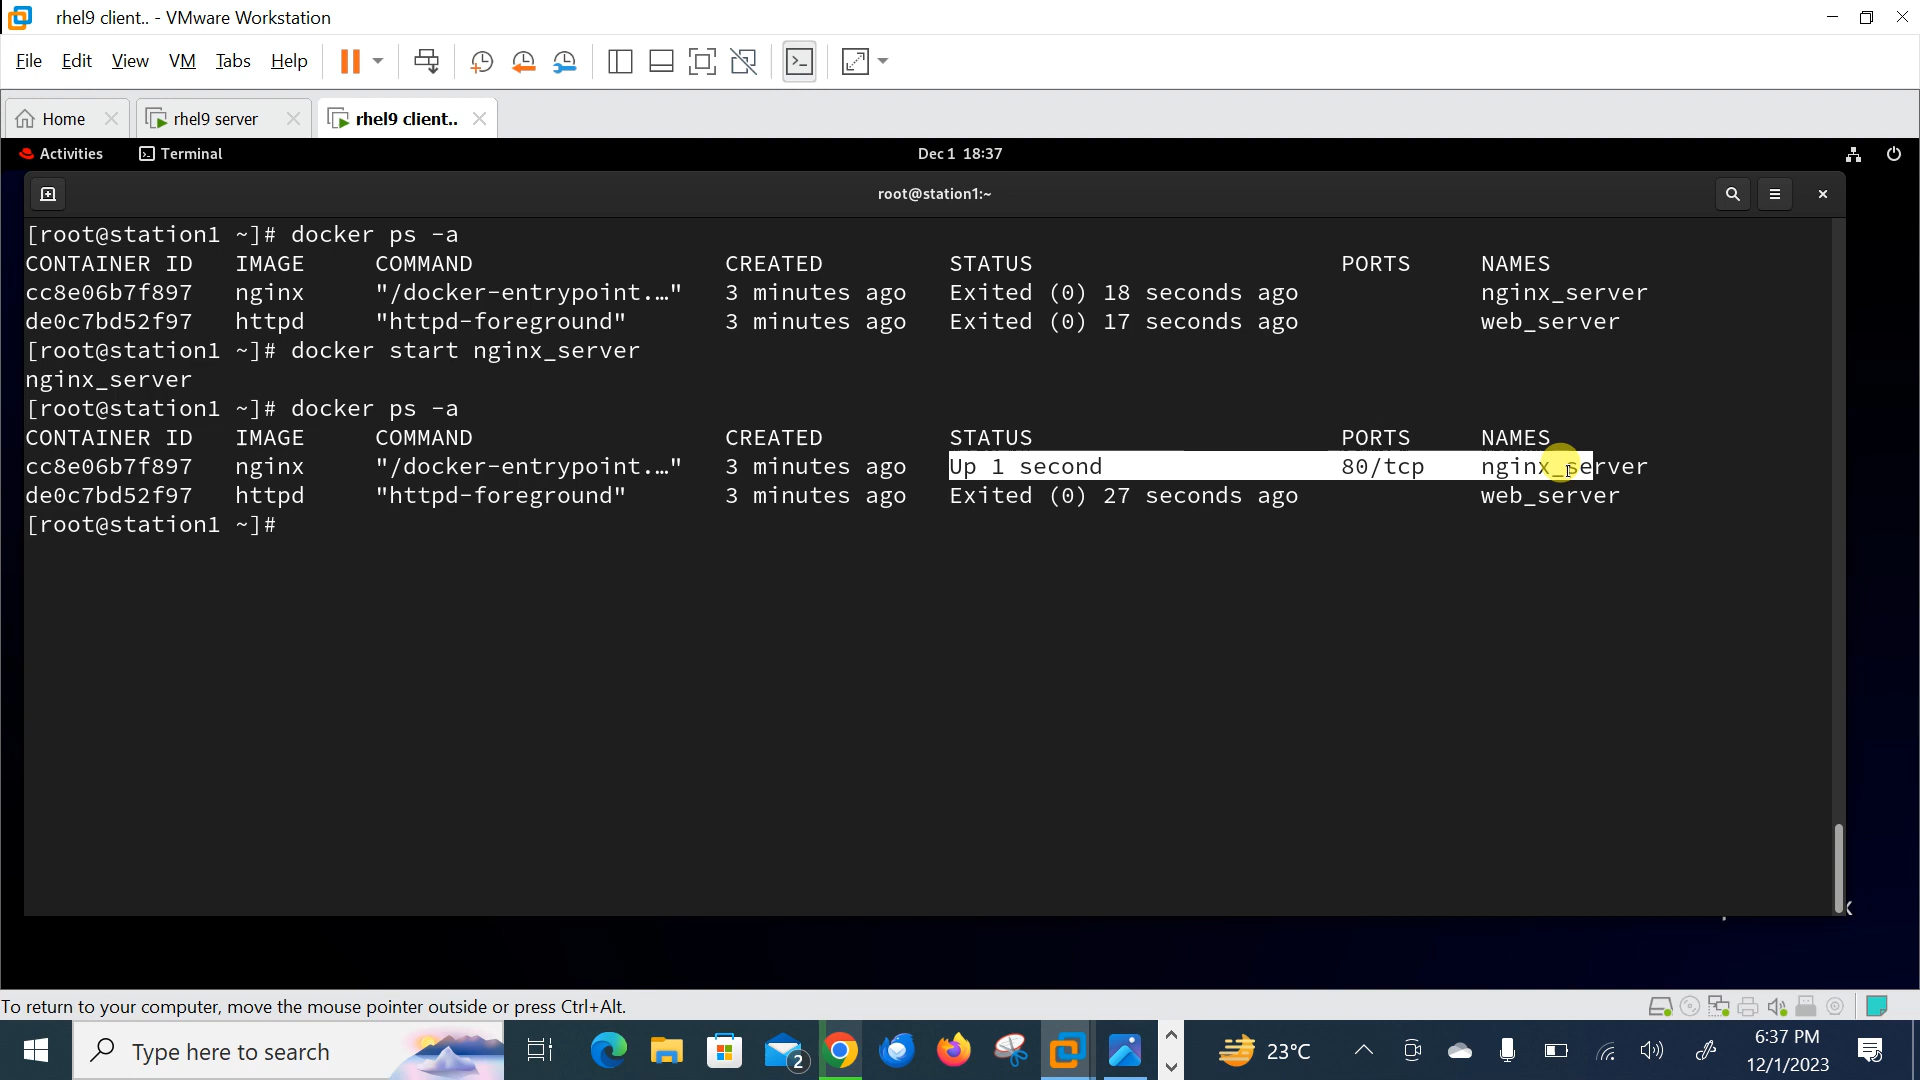 rhel9 client.. - VMware Workstation
File Edit View VM Tabs Help
Home rhel9 server rhel9 client..
Activities Terminal Dec 1 18:37
root@station1:~
[root@station1 ~]# docker ps -a
CONTAINER ID IMAGE COMMAND CREATED STATUS PORTS NAMES
cc8e06b7f897 nginx "/docker-entrypoint.…" 3 minutes ago Exited (0) 18 seconds ago nginx_server
de0c7bd52f97 httpd "httpd-foreground" 3 minutes ago Exited (0) 17 seconds ago web_server
[root@station1 ~]# docker start nginx_server
nginx_server
[root@station1 ~]# docker ps -a
CONTAINER ID IMAGE COMMAND CREATED STATUS PORTS NAMES
cc8e06b7f897 nginx "/docker-entrypoint.…" 3 minutes ago Up 1 second 80/tcp nginx_server
de0c7bd52f97 httpd "httpd-foreground" 3 minutes ago Exited (0) 27 seconds ago web_server
[root@station1 ~]#
To return to your computer, move the mouse pointer outside or press Ctrl+Alt.
Type here to search 2 23°C 6:37 PM
12/1/2023